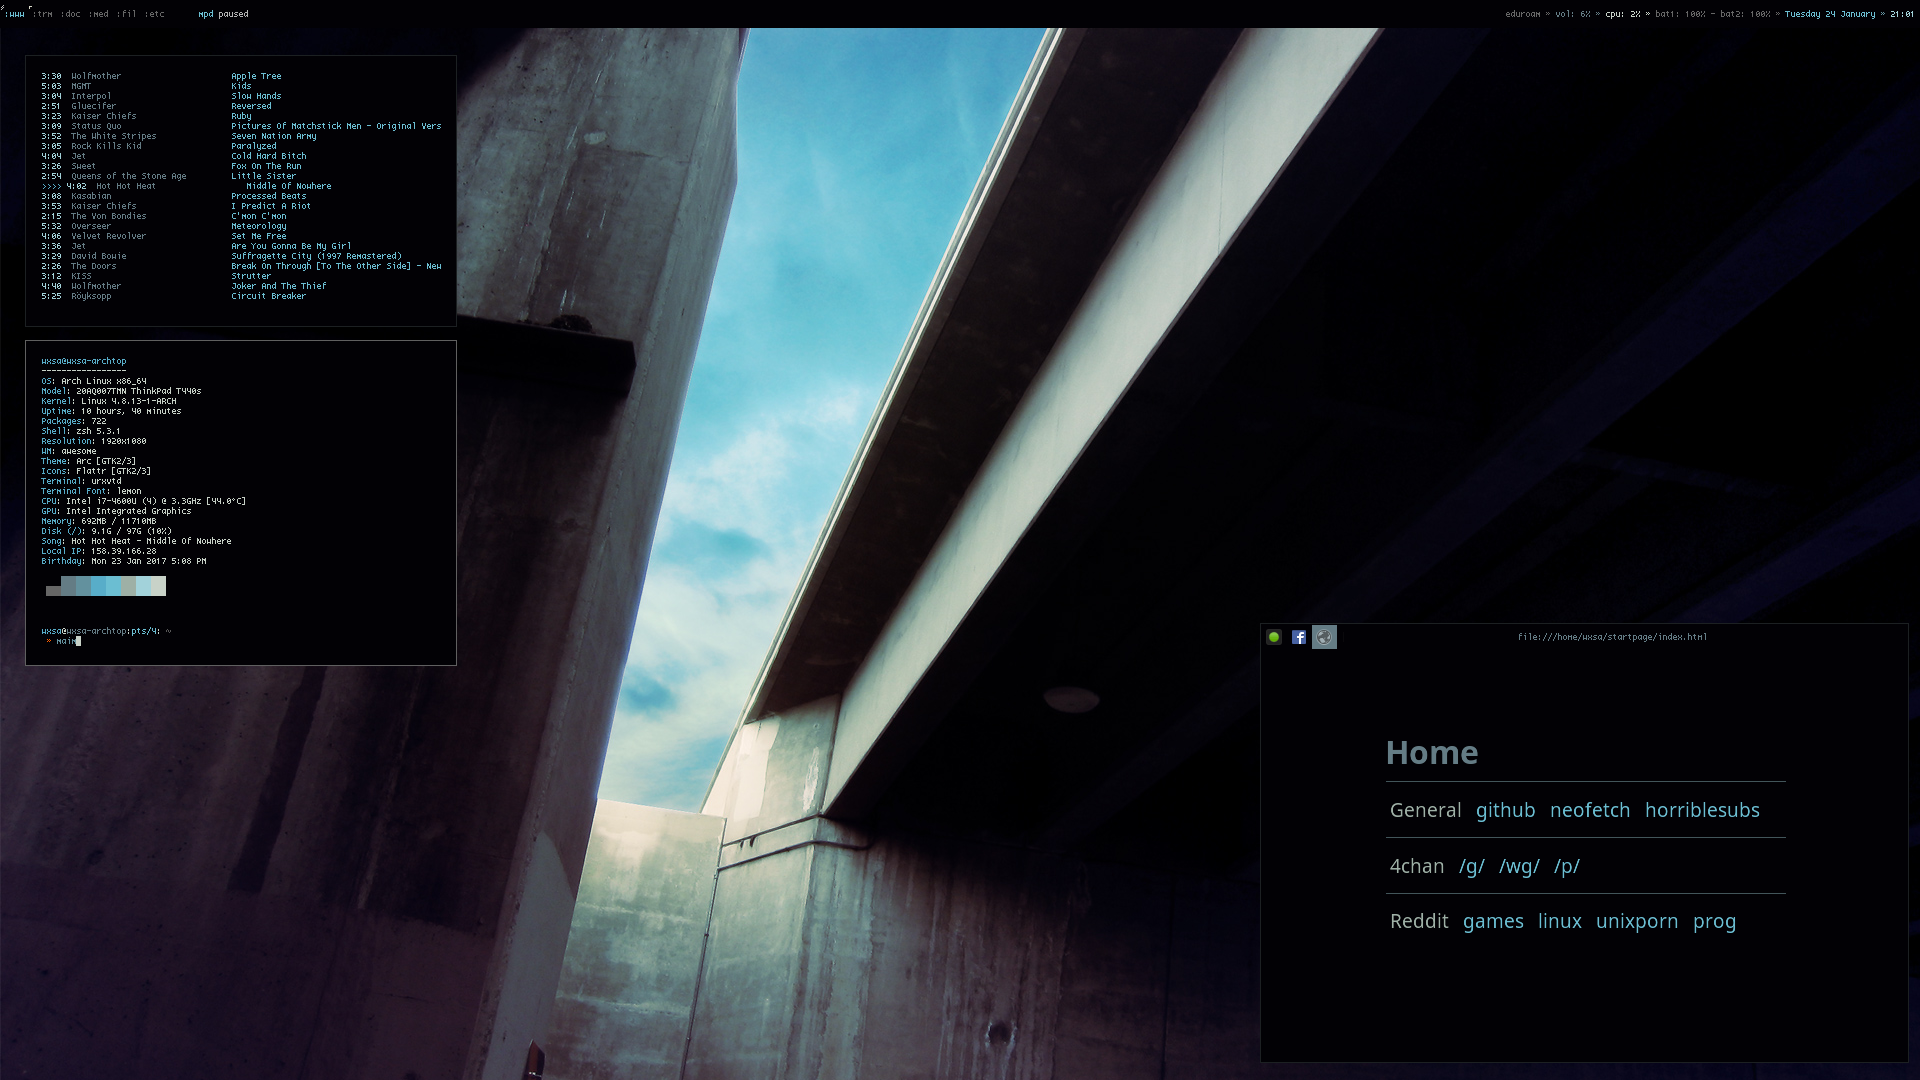 :www :trm :doc :med :fil :etc mpd paused
eduroam » vol: 6% » cpu: 2% » bat1: 100% - bat2: 100% » Tuesday 24 January » 21:01
3:30 Wolfmother Apple Tree
5:03 MGMT Kids
3:04 Interpol Slow Hands
2:51 Gluecifer Reversed
3:23 Kaiser Chiefs Ruby
3:09 Status Quo Pictures Of Matchstick Men - Original Vers
3:52 The White Stripes Seven Nation Army
3:05 Rock Kills Kid Paralyzed
4:04 Jet Cold Hard Bitch
3:26 Sweet Fox On The Run
2:54 Queens of the Stone Age Little Sister
>>>> 4:02 Hot Hot Heat Middle Of Nowhere
3:08 Kasabian Processed Beats
3:53 Kaiser Chiefs I Predict A Riot
2:15 The Von Bondies C'mon C'mon
5:32 Overseer Meteorology
4:06 Velvet Revolver Set Me Free
3:36 Jet Are You Gonna Be My Girl
3:29 David Bowie Suffragette City (1997 Remastered)
2:26 The Doors Break On Through [To The Other Side] - New
3:12 KISS Strutter
4:40 Wolfmother Joker And The Thief
5:25 Röyksopp Circuit Breaker
wxsa@wxsa-archtop
-----------------
OS: Arch Linux x86_64
Model: 20AQ007TMN ThinkPad T440s
Kernel: Linux 4.8.13-1-ARCH
Uptime: 10 hours, 40 minutes
Packages: 722
Shell: zsh 5.3.1
Resolution: 1920x1080
WM: awesome
Theme: Arc [GTK2/3]
Icons: Flattr [GTK2/3]
Terminal: urxvtd
Terminal Font: lemon
CPU: Intel i7-4600U (4) @ 3.3GHz [44.0°C]
GPU: Intel Integrated Graphics
Memory: 692MB / 11710MB
Disk (/): 9.1G / 97G (10%)
Song: Hot Hot Heat - Middle Of Nowhere
Local IP: 158.39.166.28
Birthday: Mon 23 Jan 2017 5:08 PM
wxsa@wxsa-archtop:pts/4: ~
» maim
file:///home/wxsa/startpage/index.html
Home
General github neofetch horriblesubs
4chan /g/ /wg/ /p/
Reddit games linux unixporn prog